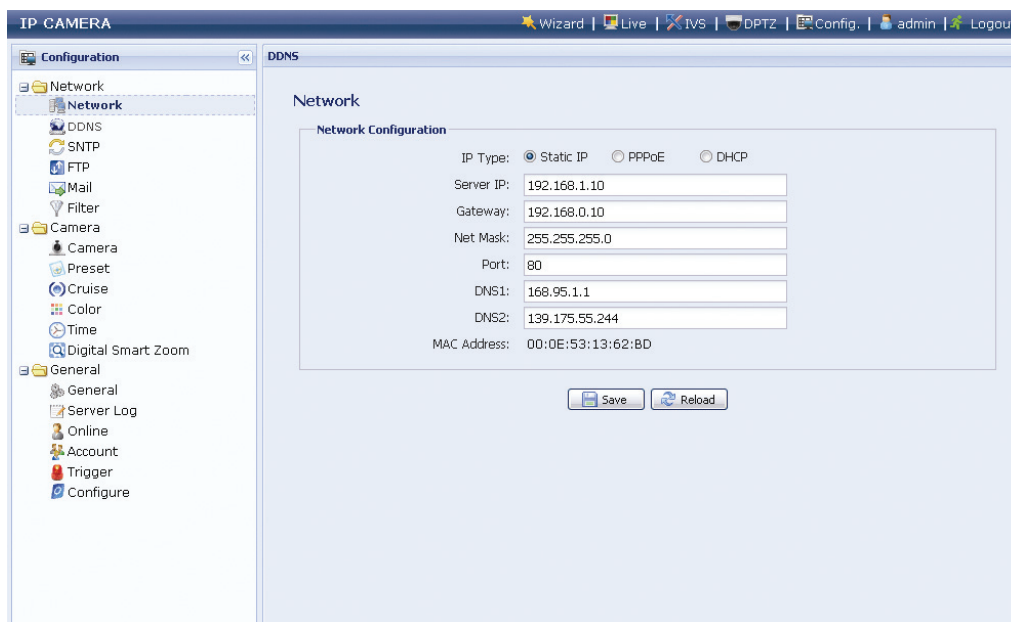 IP CAMERA
Wizard | Live | IVS | DPTZ | Config. | admin | Logou
Configuration
Network
Network
DDNS
SNTP
FTP
Mail
Filter
Camera
Camera
Preset
Cruise
Color
Time
Digital Smart Zoom
General
General
Server Log
Online
Account
Trigger
Configure
DDNS
Network
Network Configuration
IP Type: Static IP PPPoE DHCP
Server IP: 192.168.1.10
Gateway: 192.168.0.10
Net Mask: 255.255.255.0
Port: 80
DNS1: 168.95.1.1
DNS2: 139.175.55.244
MAC Address: 00:0E:53:13:62:BD
Save Reload